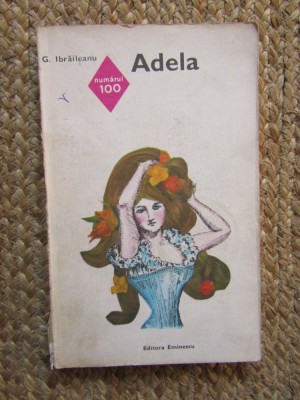 G. Ibrăileanu
Adela
numărul
100
Editura Eminescu